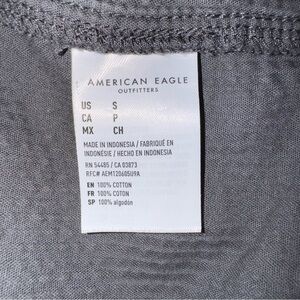 AMERICAN EAGLE
OUTFITTERS
US S
CA P
MX CH
MADE IN INDONESIA / FABRIQUÉ EN
INDONÉSIE / HECHO EN INDONESIA
RN 54485 / CA 03873
RFC# AEM120605U9A
EN 100% COTTON
FR 100% COTON
SP 100% algodón